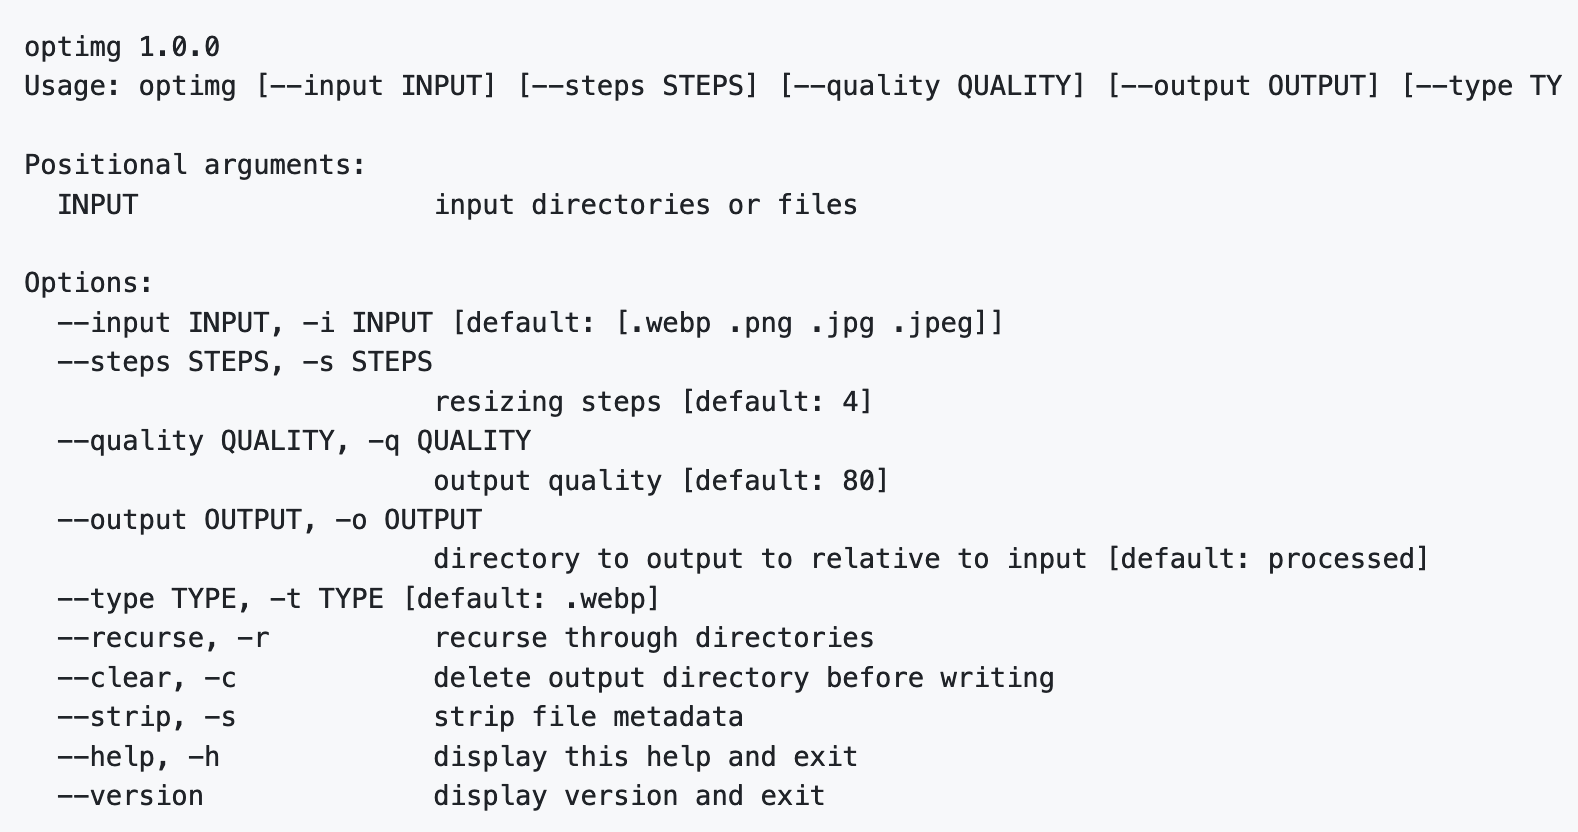 optimg 1.0.0
Usage: optimg [--input INPUT] [--steps STEPS] [--quality QUALITY] [--output OUTPUT] [--type TY
Positional arguments:
INPUT input directories or files
Options:
--input INPUT, -i INPUT [default: [.webp .png .jpg .jpeg]]
--steps STEPS, -s STEPS
resizing steps [default: 4]
--quality QUALITY, -q QUALITY
output quality [default: 80]
--output OUTPUT, -o OUTPUT
directory to output to relative to input [default: processed]
--type TYPE, -t TYPE [default: .webp]
--recurse, -r recurse through directories
--clear, -c delete output directory before writing
--strip, -s strip file metadata
--help, -h display this help and exit
--version display version and exit